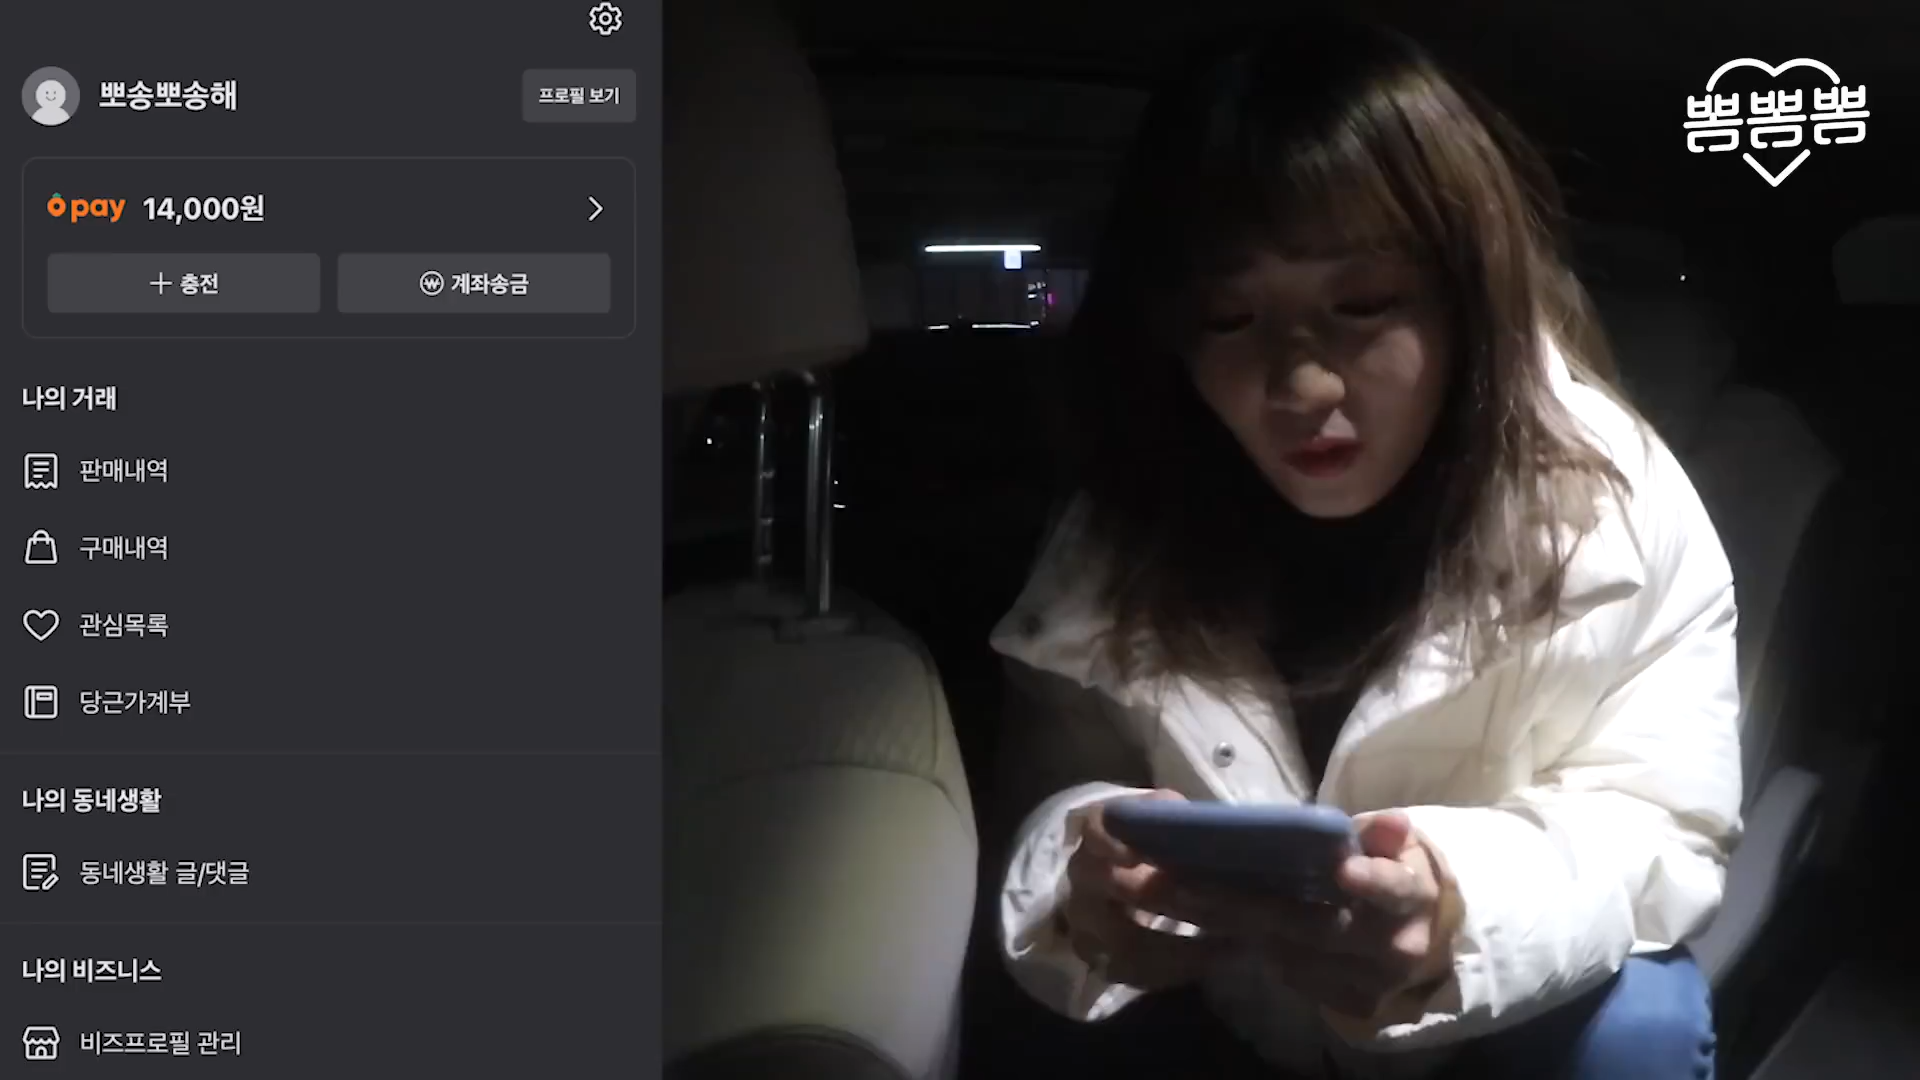 뽀송뽀송해
프로필 보기
pay 14,000원
충전
계좌송금
나의 거래
판매내역
구매내역
관심목록
당근가계부
나의 동네생활
동네생활 글/댓글
나의 비즈니스
비즈프로필 관리
뽐뽐뽐